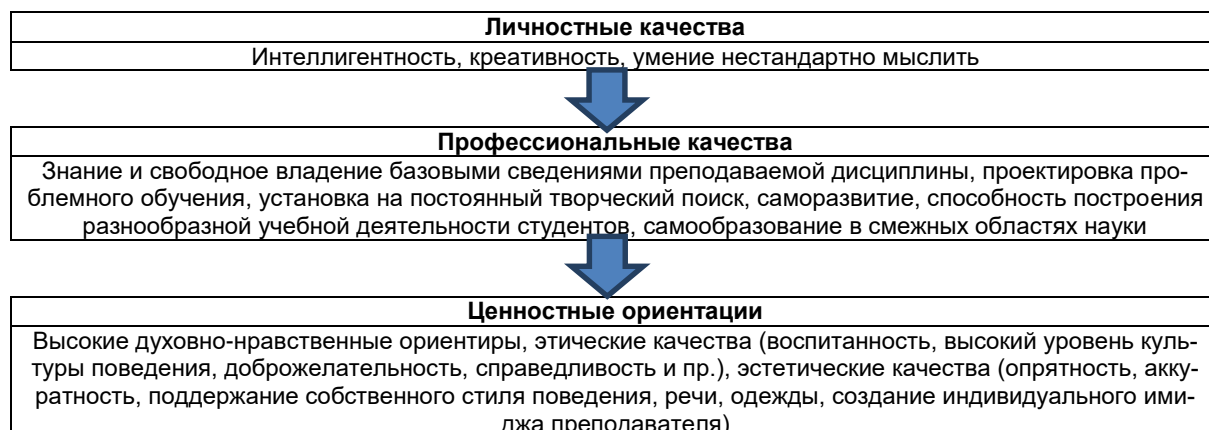 Личностные качества
Интеллигентность, креативность, умение нестандартно мыслить
Профессиональные качества
Знание и свободное владение базовыми сведениями преподаваемой дисциплины, проектировка про-
блемного обучения, установка на постоянный творческий поиск, саморазвитие, способность построения
разнообразной учебной деятельности студентов, самообразование в смежных областях науки
Ценностные ориентации
Высокие духовно-нравственные ориентиры, этические качества (воспитанность, высокий уровень куль-
туры поведения, доброжелательность, справедливость и пр.), эстетические качества (опрятность, акку-
ратность, поддержание собственного стиля поведения, речи, одежды, создание индивидуального ими-
джа преподавателя)